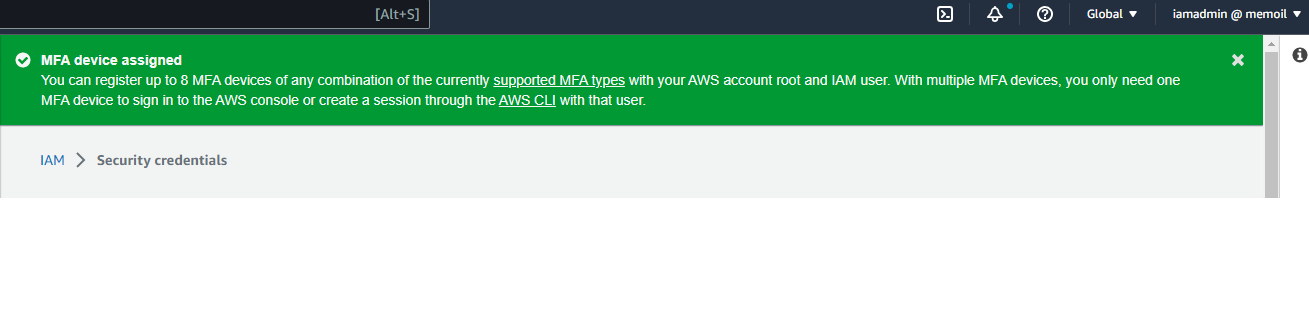 [Alt+S]
Global
iamadmin @ memoil
MFA device assigned
You can register up to 8 MFA devices of any combination of the currently supported MFA types with your AWS account root and IAM user. With multiple MFA devices, you only need one
MFA device to sign in to the AWS console or create a session through the AWS CLI with that user.
IAM > Security credentials